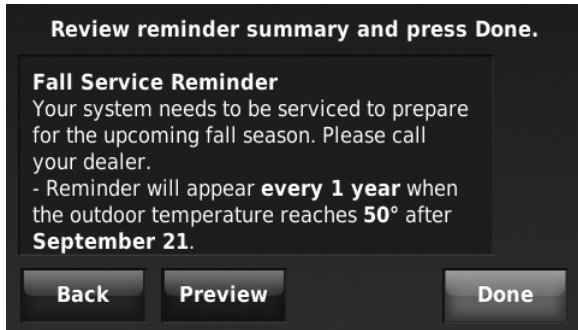 Review reminder summary and press Done.
Fall Service Reminder
Your system needs to be serviced to prepare
for the upcoming fall season. Please call
your dealer.
- Reminder will appear every 1 year when
the outdoor temperature reaches 50° after
September 21.
Back
Preview
Done